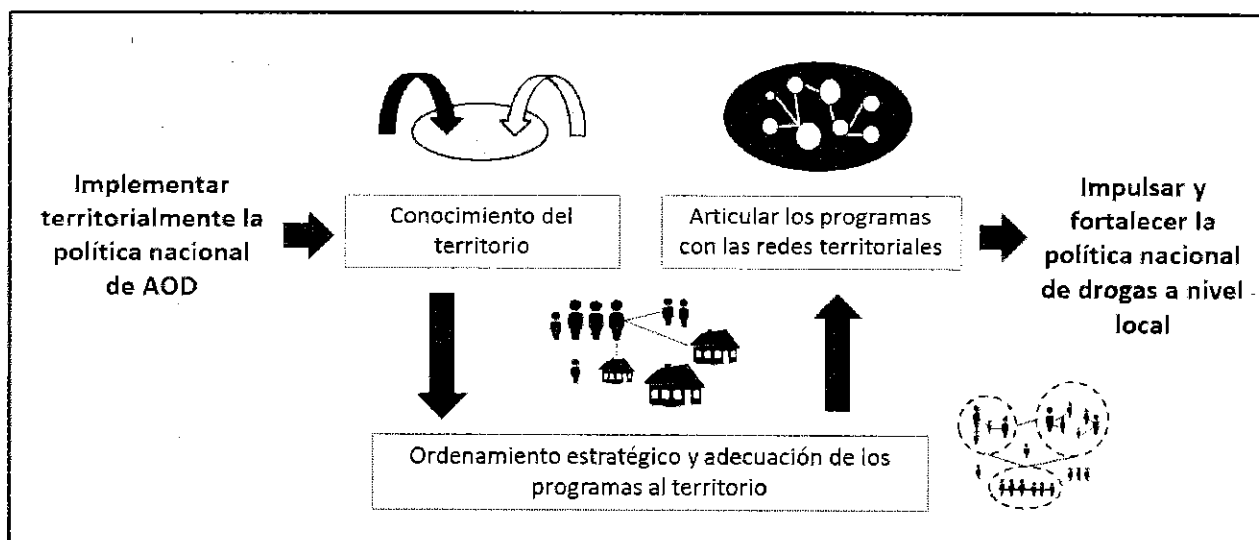 Implementar
territorialmente la
política nacional
de AOD
Conocimiento del
territorio
Ordenamiento estratégico y adecuación de los
programas al territorio
Articular los programas
con las redes territoriales
Impulsar y
fortalecer la
política nacional
de drogas a nivel
local